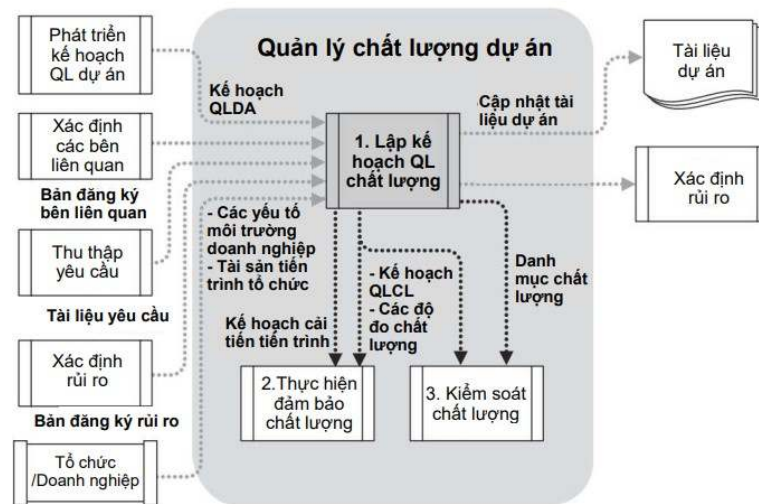 Quản lý chất lượng dự án
Phát triển
kế hoạch
QL dự án
Kế hoạch
QLDA
Xác định
các bên
liên quan
Bản đăng ký
bên liên quan
Thu thập
yêu cầu
Tài liệu yêu cầu
Xác định
rủi ro
Bản đăng ký rủi ro
Tổ chức
/Doanh nghiệp
- Các yếu tố
môi trường
doanh nghiệp
- Tài sản tiến
trình tổ chức
1. Lập kế
hoạch QL
chất lượng
Cập nhật tài
liệu dự án
Tài liệu
dự án
Xác định
rủi ro
Kế hoạch cải
tiến tiến trình
- Kế hoạch
QLCL
- Các độ
đo chất
lượng
Danh
mục chất
lượng
2.Thực hiện
đảm bảo
chất lượng
3. Kiểm soát
chất lượng